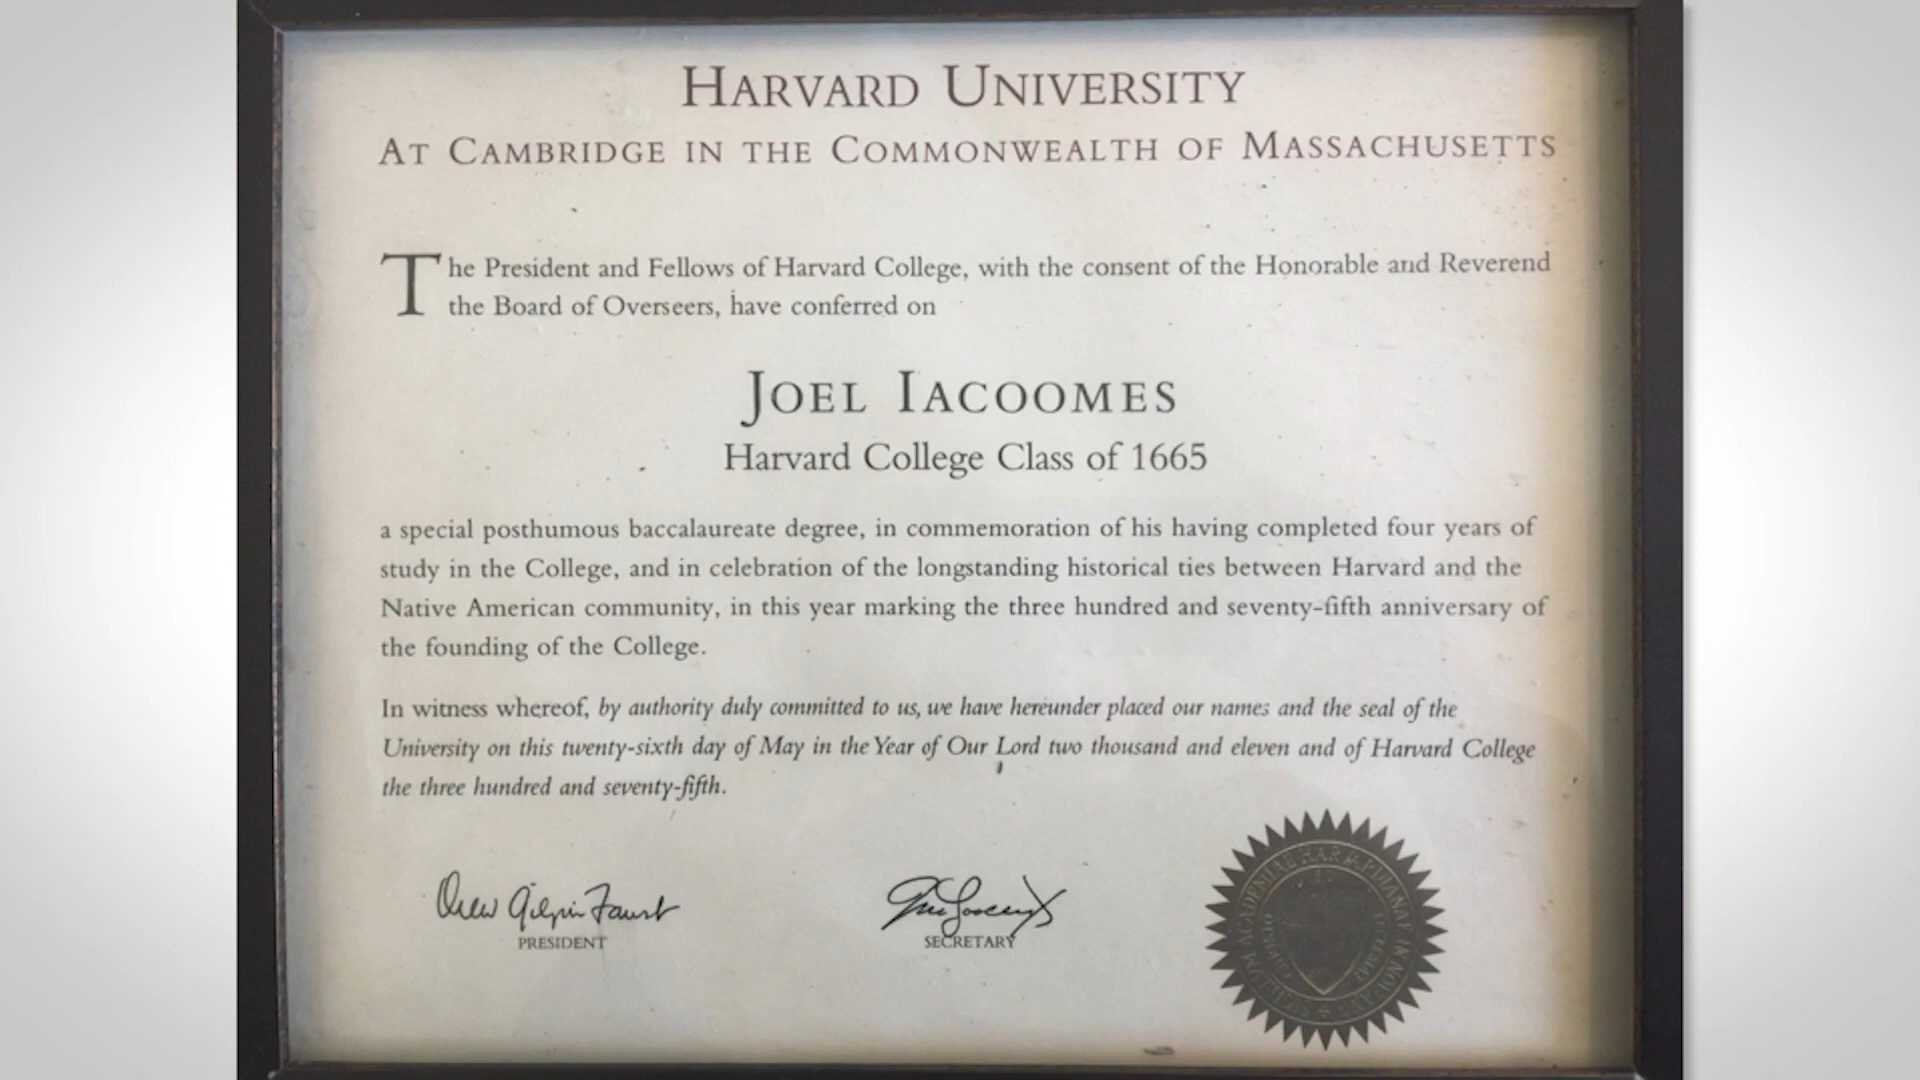 HARVARD UNIVERSITY
AT CAMBRIDGE IN THE COMMONWEALTH OF MASSACHUSETTS
The President and Fellows of Harvard College, with the consent of the Honorable and Reverend
the Board of Overseers, have conferred on
JOEL IACOOMES
Harvard College Class of 1665
a special posthumous baccalaureate degree, in commemoration of his having completed four years of
study in the College, and in celebration of the longstanding historical ties between Harvard and the
Native American community, in this year marking the three hundred and seventy-fifth anniversary of
the founding of the College.
In witness whereof, by authority duly committed to us, we have hereunder placed our names and the seal of the
University on this twenty-sixth day of May in the Year of Our Lord two thousand and eleven and of Harvard College
the three hundred and seventy-fifth.
Drew Gilpin Faust
PRESIDENT
SECRETARY